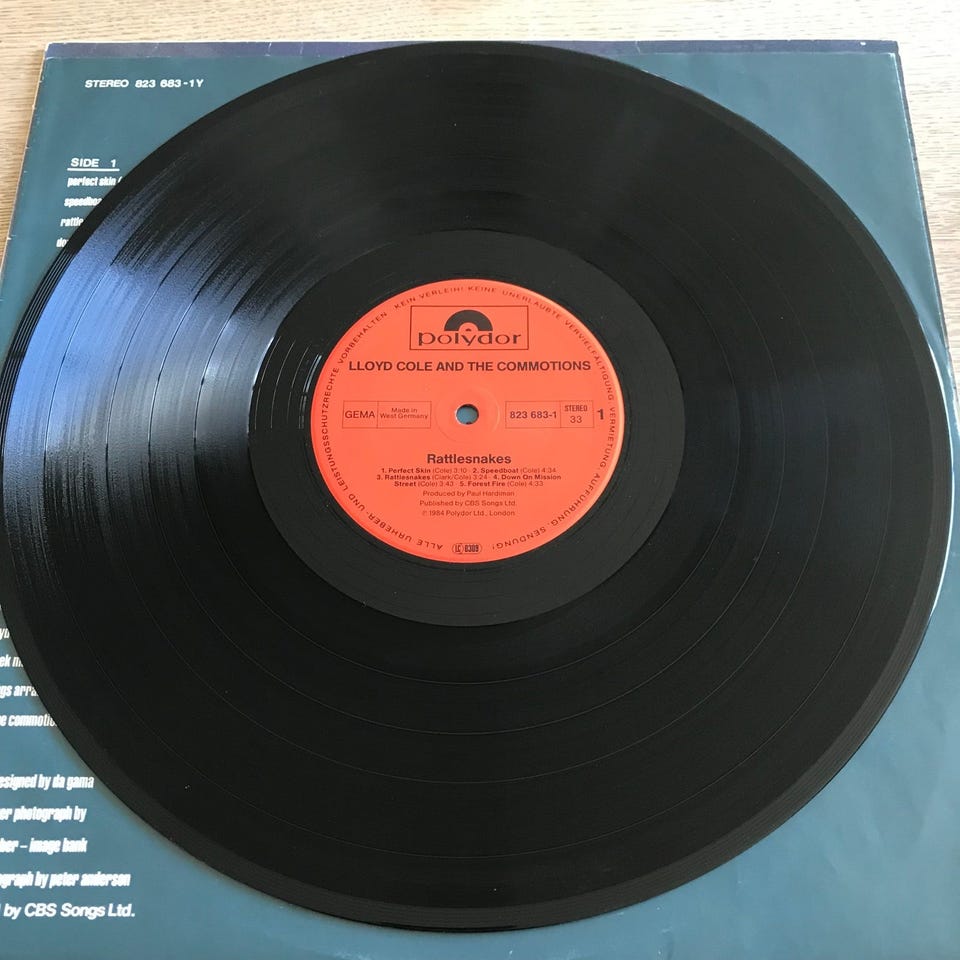 STEREO 823 683-1Y
SIDE 1
perfect skin
KEIN VERLEIH! KEINE UNERLAUBTE VERVIELFÄLTIGUNG, VERMIETUNG, AUFFÜHRUNG, SENDUNG!
ALLE URHEBER- UND LEISTUNGSSCHUTZRECHTE VORBEHALTEN
polydor
LLOYD COLE AND THE COMMOTIONS
GEMA
Made in
West Germany
823 683-1
STEREO
33
1
Rattlesnakes
1. Perfect Skin (Cole) 3:10 · 2. Speedboat (Cole) 4:34
3. Rattlesnakes (Clark/Cole) 3:24 · 4. Down On Mission
Street (Cole) 3:43 · 5. Forest Fire (Cole) 4:33
Produced by Paul Hardiman
Published by CBS Songs Ltd.
℗ 1984 Polydor Ltd., London
LC 0309
by da gama
photograph by
– image bank
by peter anderson
by CBS Songs Ltd.